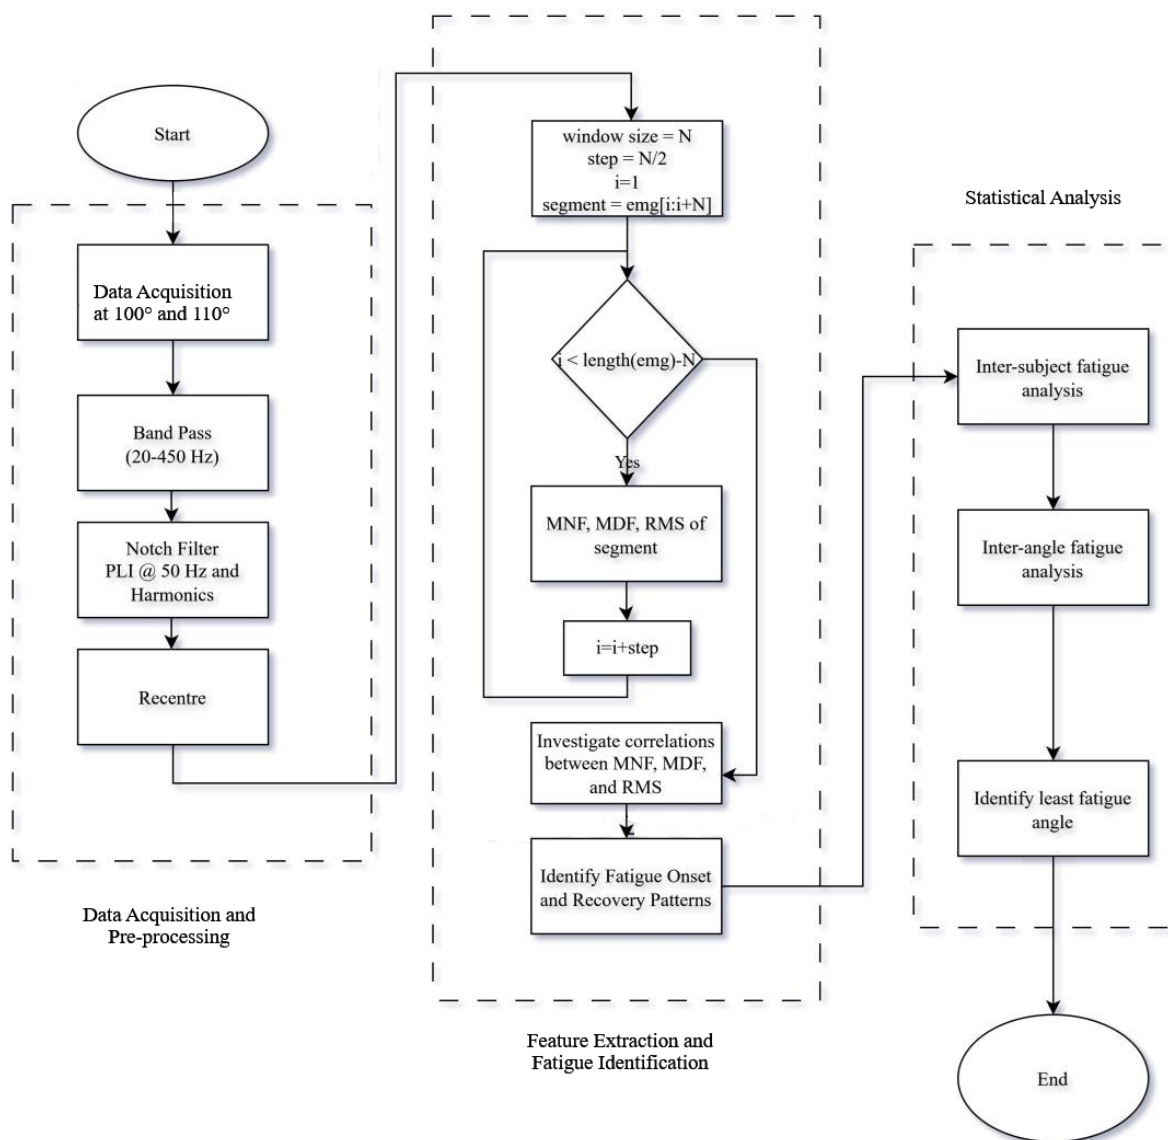 Start
Data Acquisition
at 100° and 110°
Band Pass
(20-450 Hz)
Notch Filter
PLI @ 50 Hz and
Harmonics
Recentre
Data Acquisition and
Pre-processing
window size = N
step = N/2
i=1
segment = emg[i:i+N]
i < length(emg)-N
Yes
MNF, MDF, RMS of
segment
i=i+step
Investigate correlations
between MNF, MDF,
and RMS
Identify Fatigue Onset
and Recovery Patterns
Feature Extraction and
Fatigue Identification
Statistical Analysis
Inter-subject fatigue
analysis
Inter-angle fatigue
analysis
Identify least fatigue
angle
End